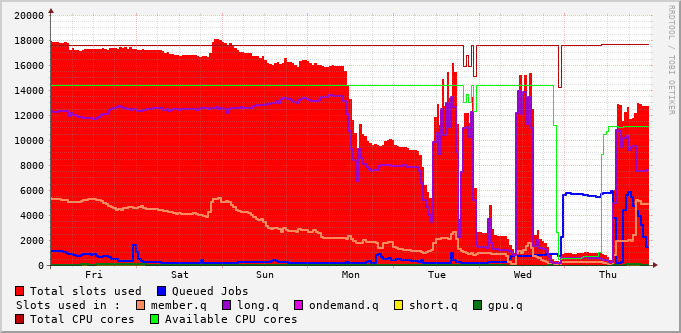 20000
18000
16000
14000
12000
10000
8000
6000
4000
2000
0
Fri Sat Sun Mon Tue Wed Thu
RRDTOOL / TOBI OETIKER
Total slots used Queued Jobs
Slots used in : member.q long.q ondemand.q short.q gpu.q
Total CPU cores Available CPU cores